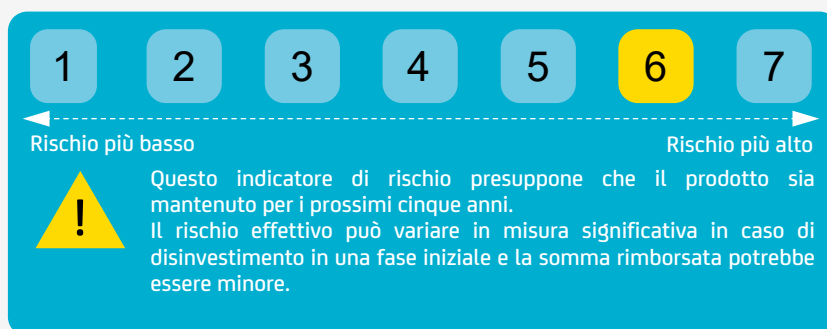 1 2 3 4 5 6 7
Rischio più basso Rischio più alto
!
Questo indicatore di rischio presuppone che il prodotto sia
mantenuto per i prossimi cinque anni.
Il rischio effettivo può variare in misura significativa in caso di
disinvestimento in una fase iniziale e la somma rimborsata potrebbe
essere minore.